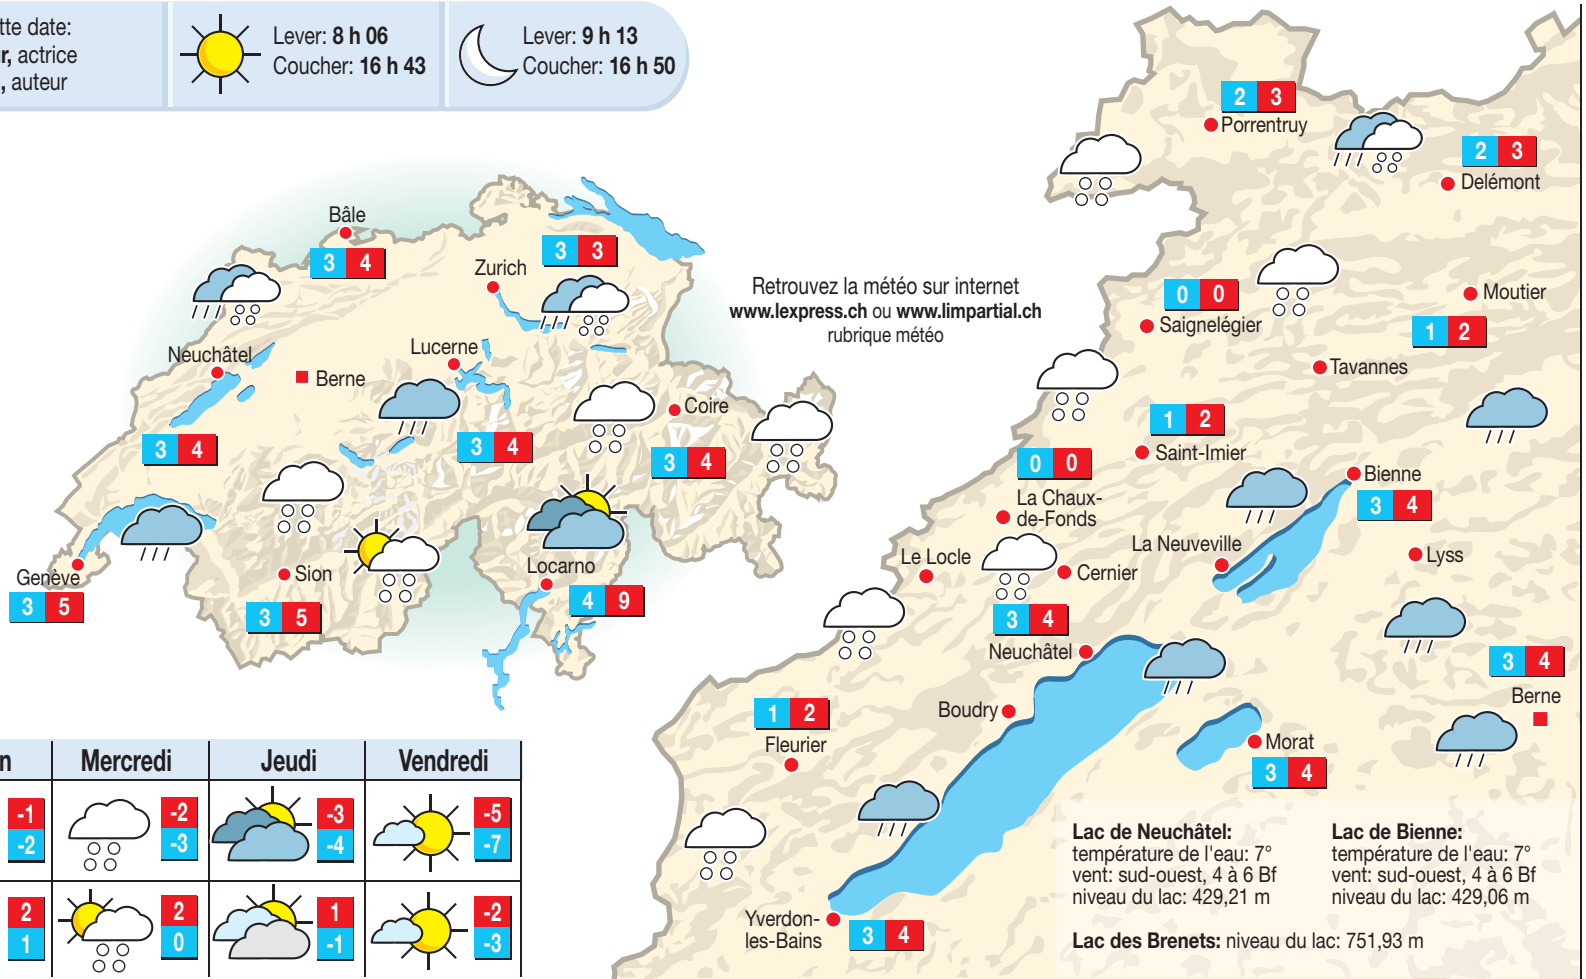 tte date:
r, actrice
, auteur
Lever: 8 h 06
Coucher: 16 h 43
Lever: 9 h 13
Coucher: 16 h 50
Bâle
3 4
Zurich
3 3
Neuchâtel
3 4
Berne
Lucerne
3 4
Coire
3 4
Genève
3 5
Sion
3 5
Locarno
4 9
Retrouvez la météo sur internet
www.lexpress.ch ou www.limpartial.ch
rubrique météo
2 3
Porrentruy
2 3
Delémont
0 0
Saignelégier
Moutier
1 2
Tavannes
1 2
Saint-Imier
0 0
La Chaux-
de-Fonds
Bienne
3 4
La Neuveville
Lyss
Le Locle
Cernier
3 4
Neuchâtel
3 4
Berne
Boudry
1 2
Fleurier
Morat
3 4
Yverdon-
les-Bains
3 4
n
Mercredi
Jeudi
Vendredi
-1 -2 -3 -5
-2 -3 -4 -7
2 2 1 -2
1 0 -1 -3
Lac de Neuchâtel:
température de l'eau: 7°
vent: sud-ouest, 4 à 6 Bf
niveau du lac: 429,21 m
Lac de Bienne:
température de l'eau: 7°
vent: sud-ouest, 4 à 6 Bf
niveau du lac: 429,06 m
Lac des Brenets: niveau du lac: 751,93 m